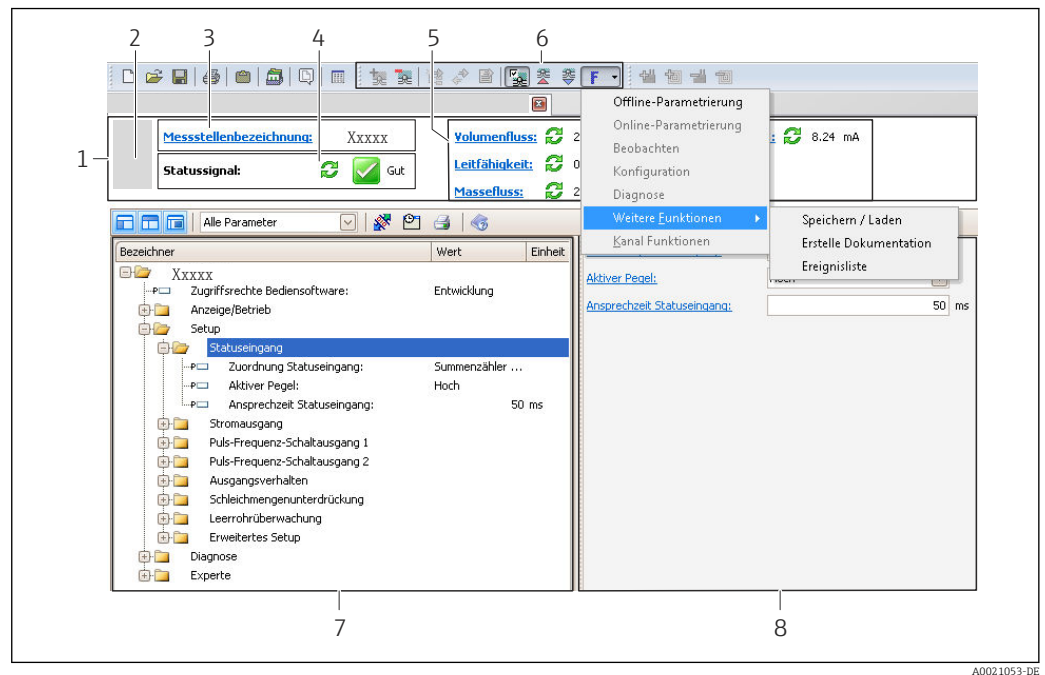 2 3 4 5 6
F
Offline-Parametrierung
Online-Parametrierung
Beobachten
Konfiguration
Diagnose
Weitere Funktionen
Kanal Funktionen
Speichern / Laden
Erstelle Dokumentation
Ereignisliste
1
Messstellenbezeichnung: Xxxxx
Statussignal: Gut
Volumenfluss: 2
Leitfähigkeit: 0
Massefluss: 2
: 8.24 mA
Alle Parameter
Bezeichner Wert Einheit
Xxxxx
P Zugriffsrechte Bediensoftware: Entwicklung
Anzeige/Betrieb
Setup
Statuseingang
P Zuordnung Statuseingang: Summenzähler ...
P Aktiver Pegel: Hoch
P Ansprechzeit Statuseingang: 50 ms
Stromausgang
Puls-Frequenz-Schaltausgang 1
Puls-Frequenz-Schaltausgang 2
Ausgangsverhalten
Schleichmengenunterdrückung
Leerrohrüberwachung
Erweitertes Setup
Diagnose
Experte
Aktiver Pegel: Hoch
Ansprechzeit Statuseingang: 50 ms
7 8
A0021053-DE